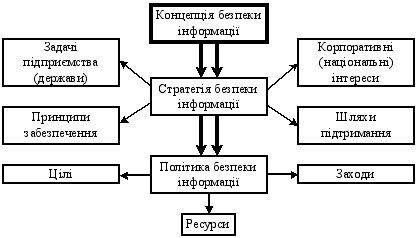 Концепція безпеки
інформації
Задачі
підприємства
(держави)
Корпоративні
(національні)
інтереси
Стратегія безпеки
інформації
Принципи
забезпечення
Шляхи
підтримання
Політика безпеки
інформації
Цілі
Заходи
Ресурси